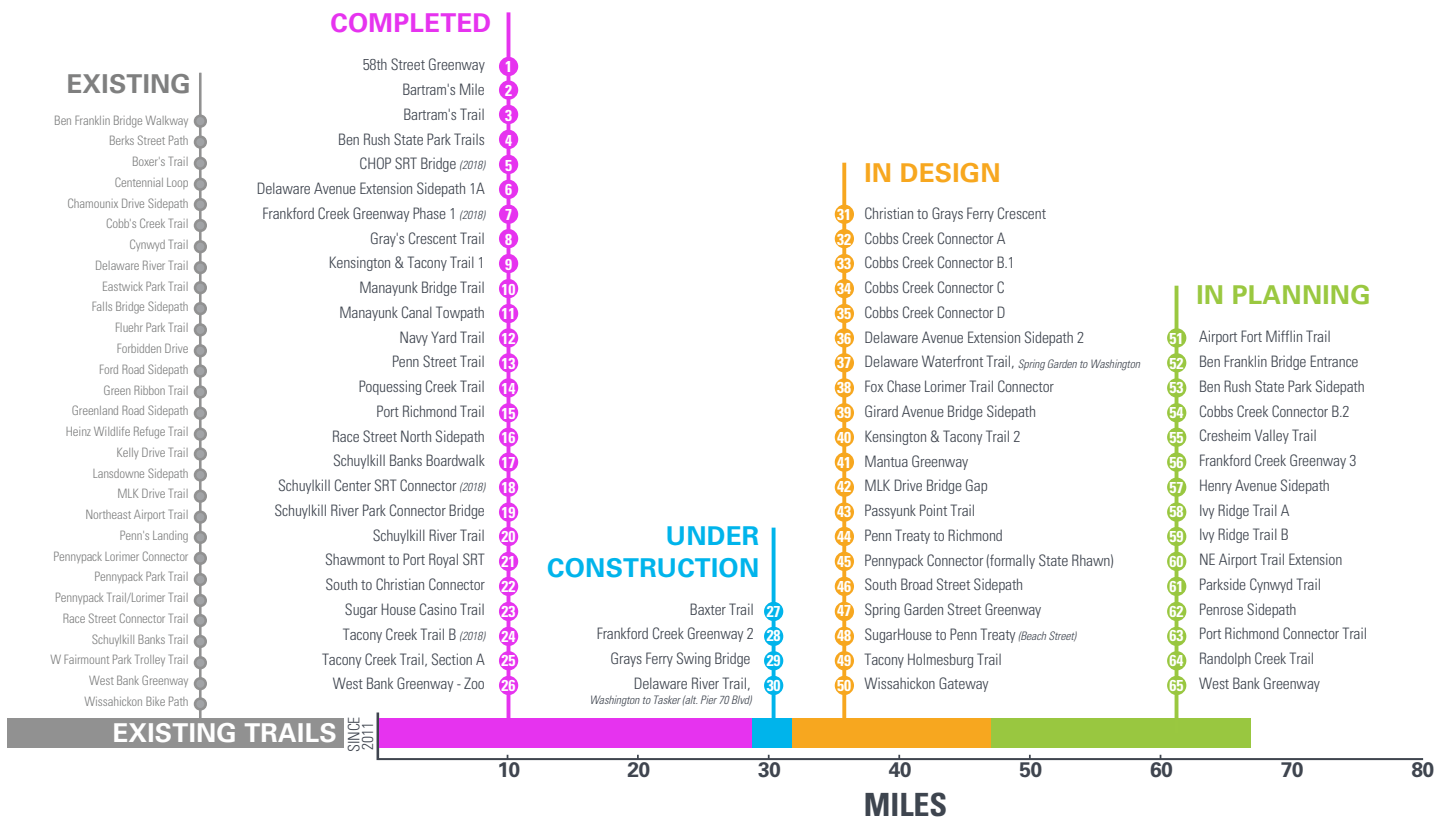 COMPLETED
58th Street Greenway 1
Bartram's Mile 2
Bartram's Trail 3
Ben Rush State Park Trails 4
CHOP SRT Bridge (2018) 5
Delaware Avenue Extension Sidepath 1A 6
Frankford Creek Greenway Phase 1 (2018) 7
Gray's Crescent Trail 8
Kensington & Tacony Trail 1 9
Manayunk Bridge Trail 10
Manayunk Canal Towpath 11
Navy Yard Trail 12
Penn Street Trail 13
Poquessing Creek Trail 14
Port Richmond Trail 15
Race Street North Sidepath 16
Schuylkill Banks Boardwalk 17
Schuylkill Center SRT Connector (2018) 18
Schuylkill River Park Connector Bridge 19
Schuylkill River Trail 20
Shawmont to Port Royal SRT 21
South to Christian Connector 22
Sugar House Casino Trail 23
Tacony Creek Trail B (2018) 24
Tacony Creek Trail, Section A 25
West Bank Greenway - Zoo 26
EXISTING
Ben Franklin Bridge Walkway
Berks Street Path
Boxer's Trail
Centennial Loop
Chamounix Drive Sidepath
Cobb's Creek Trail
Cynwyd Trail
Delaware River Trail
Eastwick Park Trail
Falls Bridge Sidepath
Fluehr Park Trail
Forbidden Drive
Ford Road Sidepath
Green Ribbon Trail
Greenland Road Sidepath
Heinz Wildlife Refuge Trail
Kelly Drive Trail
Lansdowne Sidepath
MLK Drive Trail
Northeast Airport Trail
Penn's Landing
Pennypack Lorimer Connector
Pennypack Park Trail
Pennypack Trail/Lorimer Trail
Race Street Connector Trail
Schuylkill Banks Trail
W Fairmount Park Trolley Trail
West Bank Greenway
Wissahickon Bike Path
UNDER
CONSTRUCTION
Baxter Trail 27
Frankford Creek Greenway 2 28
Grays Ferry Swing Bridge 29
Delaware River Trail, 30
Washington to Tasker (alt. Pier 70 Blvd)
IN DESIGN
31 Christian to Grays Ferry Crescent
32 Cobbs Creek Connector A
33 Cobbs Creek Connector B.1
34 Cobbs Creek Connector C
35 Cobbs Creek Connector D
36 Delaware Avenue Extension Sidepath 2
37 Delaware Waterfront Trail, Spring Garden to Washington
38 Fox Chase Lorimer Trail Connector
39 Girard Avenue Bridge Sidepath
40 Kensington & Tacony Trail 2
41 Mantua Greenway
42 MLK Drive Bridge Gap
43 Passyunk Point Trail
44 Penn Treaty to Richmond
45 Pennypack Connector (formally State Rhawn)
46 South Broad Street Sidepath
47 Spring Garden Street Greenway
48 SugarHouse to Penn Treaty (Beach Street)
49 Tacony Holmesburg Trail
50 Wissahickon Gateway
IN PLANNING
51 Airport Fort Mifflin Trail
52 Ben Franklin Bridge Entrance
53 Ben Rush State Park Sidepath
54 Cobbs Creek Connector B.2
55 Cresheim Valley Trail
56 Frankford Creek Greenway 3
57 Henry Avenue Sidepath
58 Ivy Ridge Trail A
59 Ivy Ridge Trail B
60 NE Airport Trail Extension
61 Parkside Cynwyd Trail
62 Penrose Sidepath
63 Port Richmond Connector Trail
64 Randolph Creek Trail
65 West Bank Greenway
EXISTING TRAILS
SINCE
2011
10 20 30 40 50 60 70 80
MILES